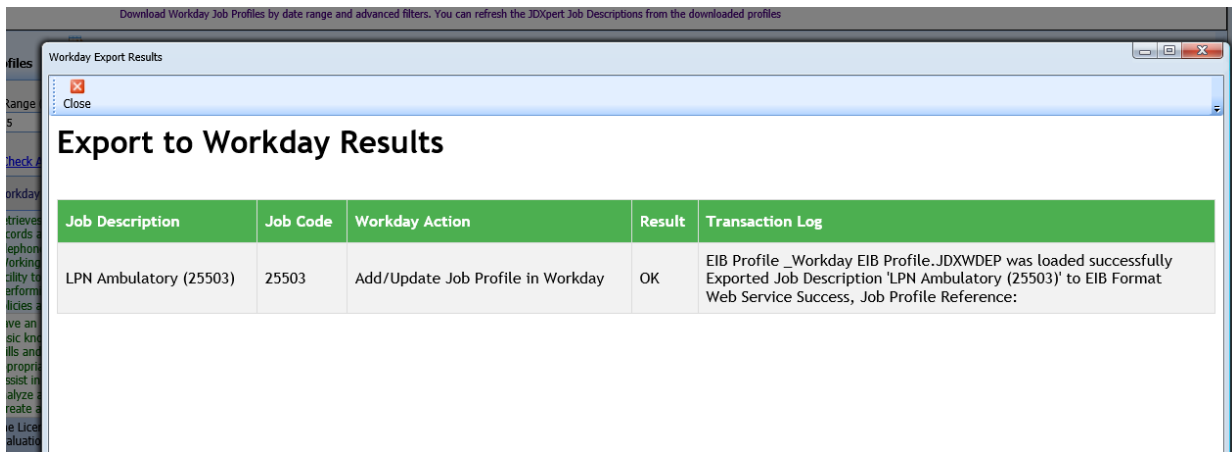 Download Workday Job Profiles by date range and advanced filters. You can refresh the JDXpert Job Descriptions from the downloaded profiles
Workday Export Results
Close
Export to Workday Results
Job Description Job Code Workday Action Result Transaction Log
LPN Ambulatory (25503) 25503 Add/Update Job Profile in Workday OK
EIB Profile _Workday EIB Profile.JDXWDEP was loaded successfully
Exported Job Description 'LPN Ambulatory (25503)' to EIB Format
Web Service Success, Job Profile Reference: